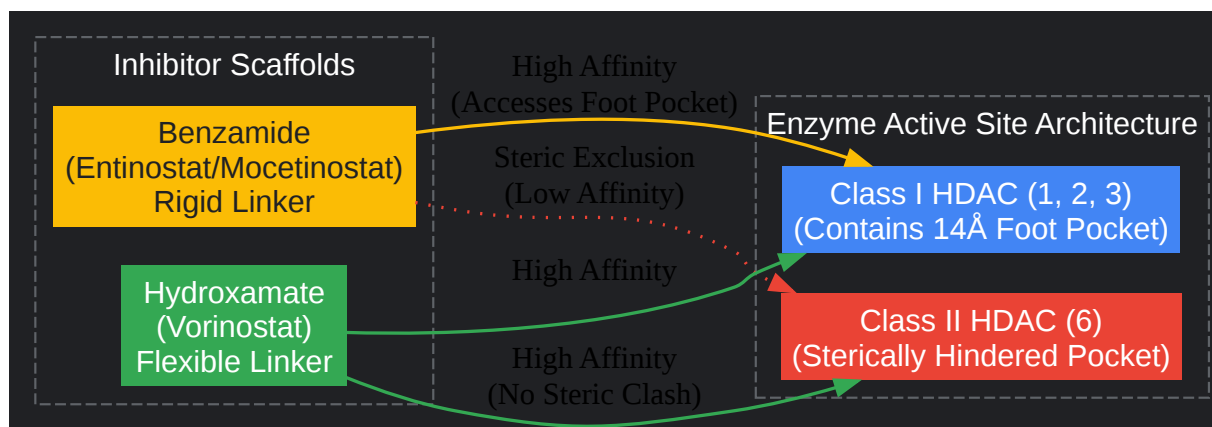 Inhibitor Scaffolds
Benzamide
(Entinostat/Mocetinostat)
Rigid Linker
Hydroxamate
(Vorinostat)
Flexible Linker
High Affinity
(Accesses Foot Pocket)
Steric Exclusion
(Low Affinity)
High Affinity
High Affinity
(No Steric Clash)
Enzyme Active Site Architecture
Class I HDAC (1, 2, 3)
(Contains 14Å Foot Pocket)
Class II HDAC (6)
(Sterically Hindered Pocket)